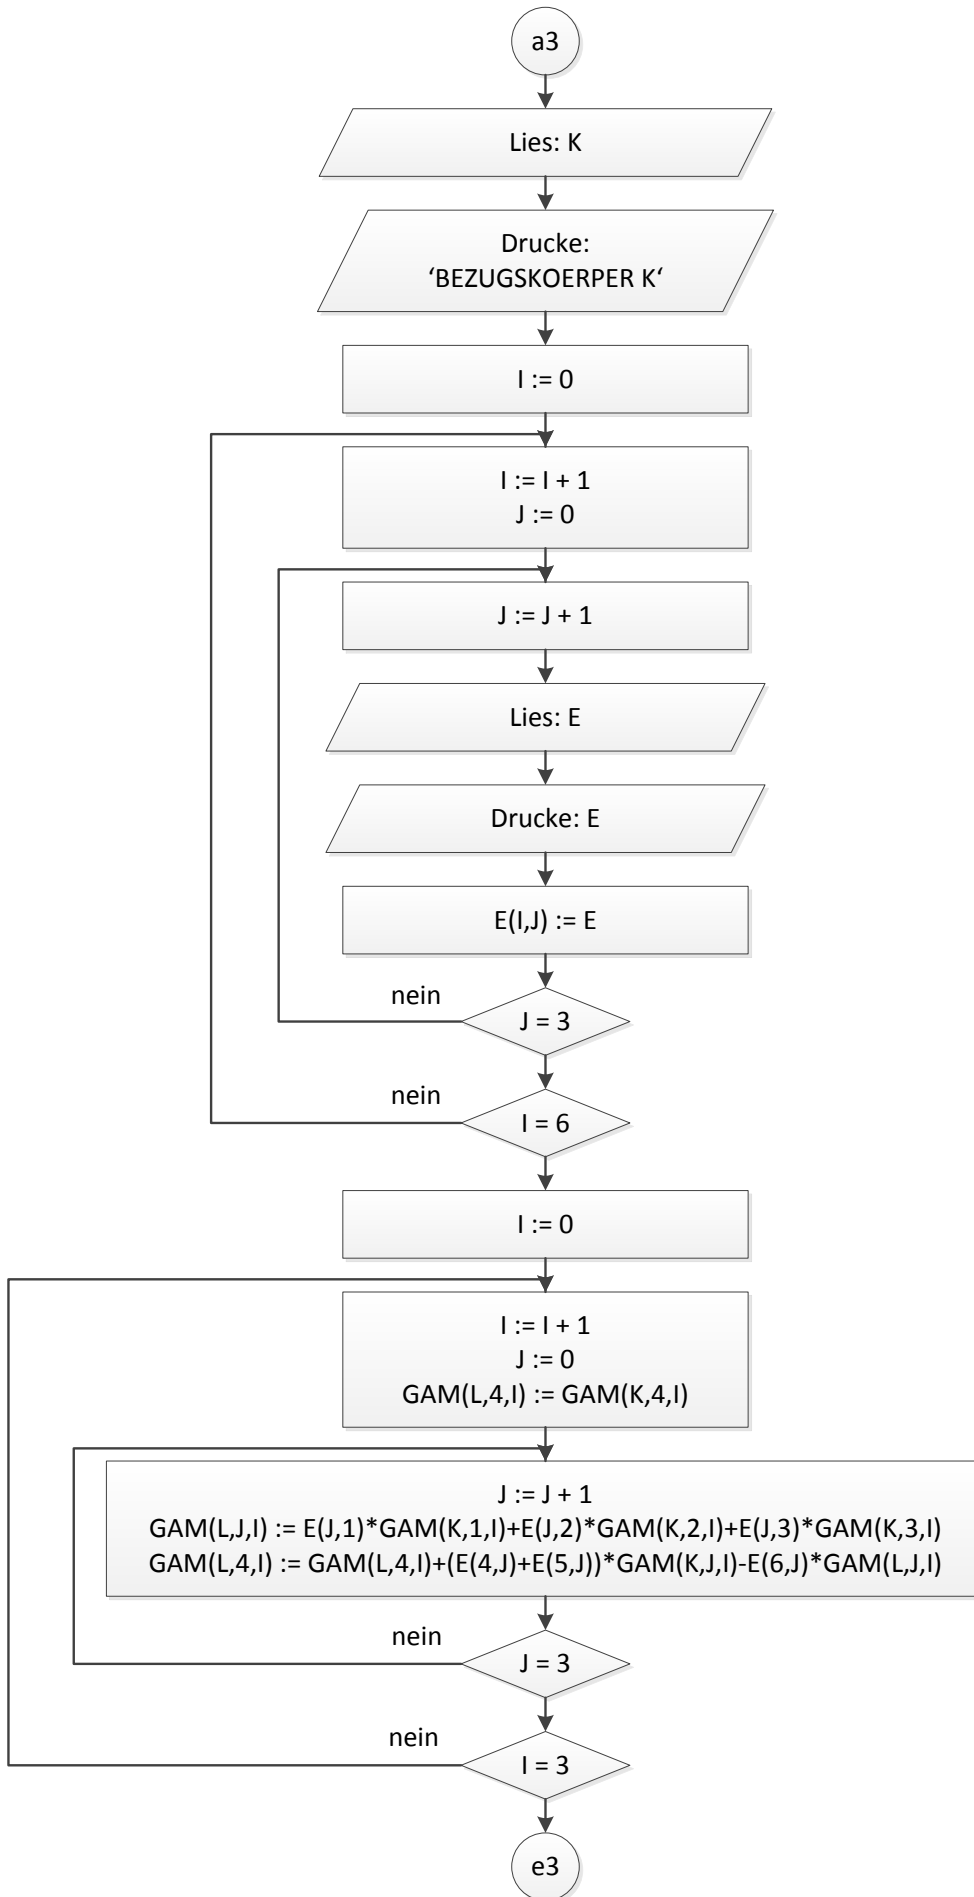 a3
Lies: K
Drucke:
‘BEZUGSKOERPER K‘
I := 0
I := I + 1
J := 0
J := J + 1
Lies: E
Drucke: E
E(I,J) := E
nein
J = 3
nein
I = 6
I := 0
I := I + 1
J := 0
GAM(L,4,I) := GAM(K,4,I)
J := J + 1
GAM(L,J,I) := E(J,1)*GAM(K,1,I)+E(J,2)*GAM(K,2,I)+E(J,3)*GAM(K,3,I)
GAM(L,4,I) := GAM(L,4,I)+(E(4,J)+E(5,J))*GAM(K,J,I)-E(6,J)*GAM(L,J,I)
nein
J = 3
nein
I = 3
e3